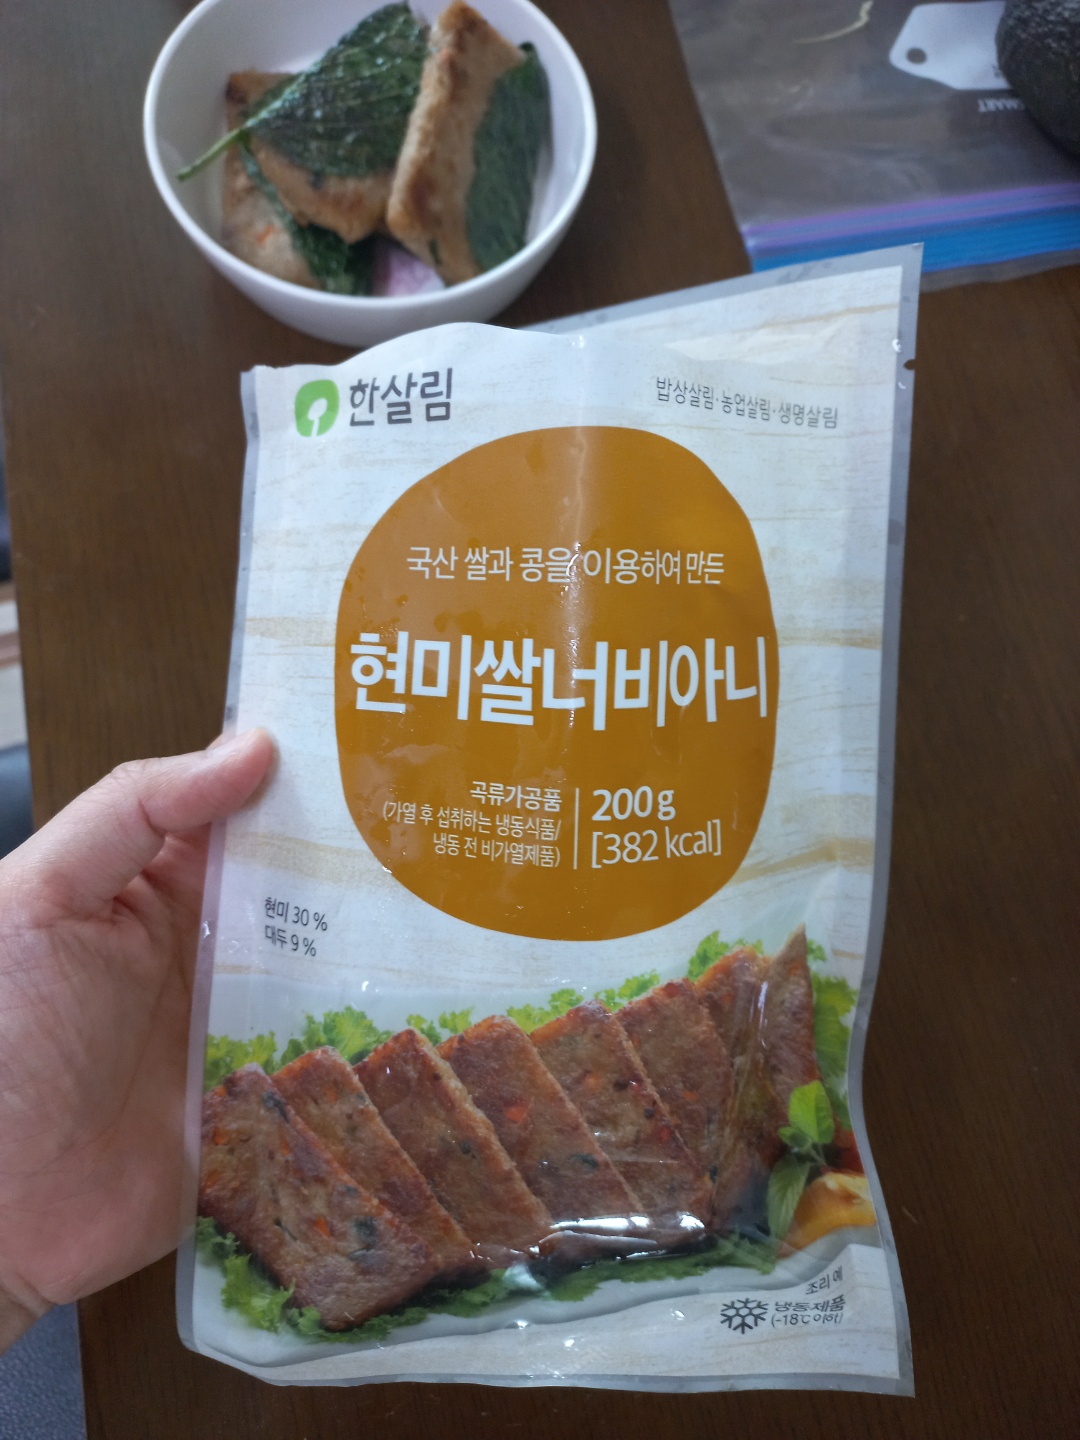 SMART
한살림
밥상살림·농업살림·생명살림
국산 쌀과 콩을 이용하여 만든
현미쌀너비아니
곡류가공품
(가열 후 섭취하는 냉동식품/
냉동 전 비가열제품)
200g
[382 kcal]
현미 30 %
대두 9 %
조리 예
냉동제품
(-18℃이하)